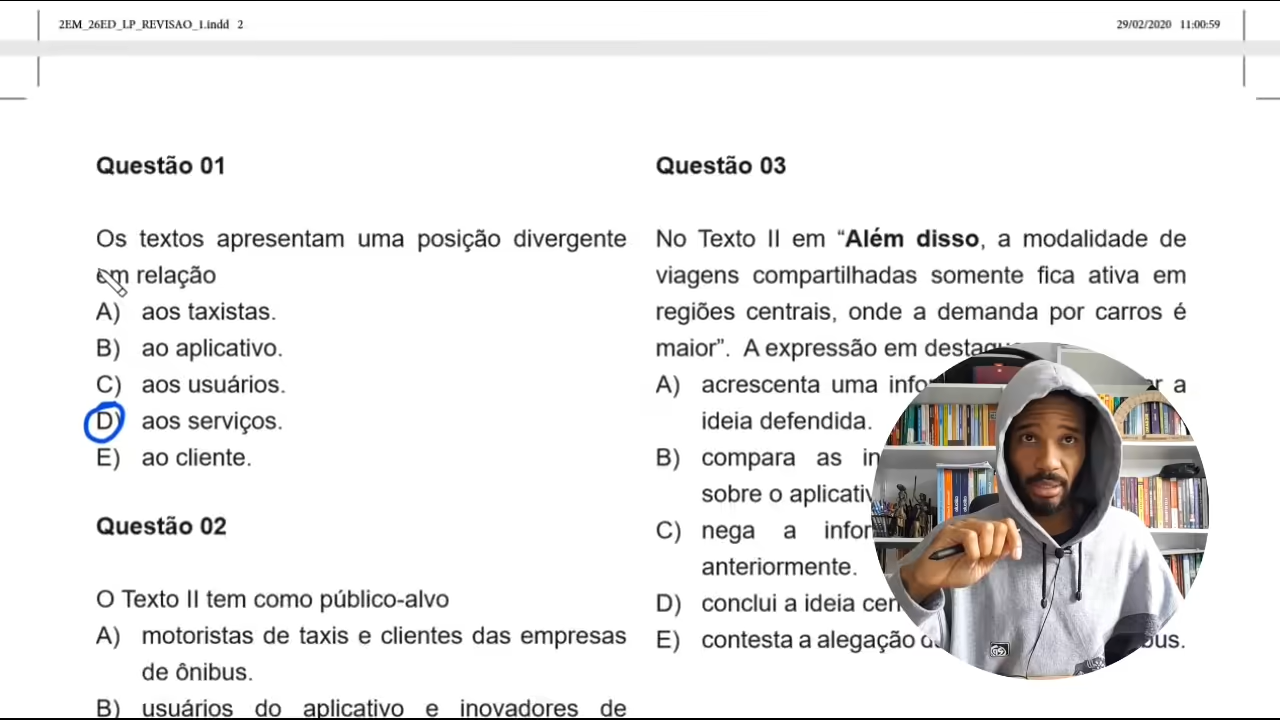 2EM_26ED_LP_REVISAO_1.indd 2
29/02/2020 11:00:59
Questão 01
Os textos apresentam uma posição divergente
em relação
A) aos taxistas.
B) ao aplicativo.
C) aos usuários.
D) aos serviços.
E) ao cliente.
Questão 02
O Texto II tem como público-alvo
A) motoristas de taxis e clientes das empresas
de ônibus.
B) usuários do aplicativo e inovadores de
Questão 03
No Texto II em “Além disso, a modalidade de
viagens compartilhadas somente fica ativa em
regiões centrais, onde a demanda por carros é
maior”. A expressão em
A) acrescenta uma a
ideia defendida.
B) compara as
sobre o
C) nega a
anteriormente.
D) conclui a ideia
E) contesta a alegação